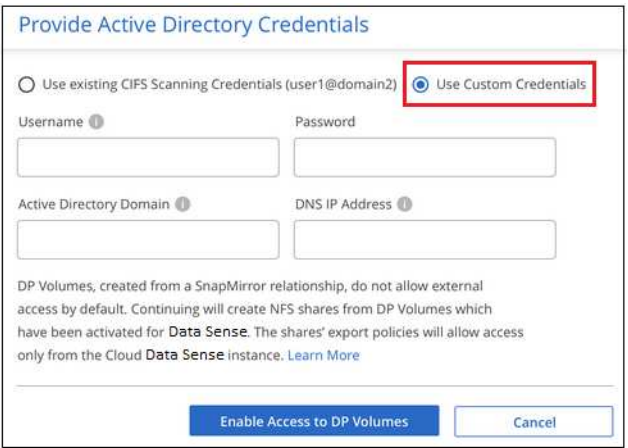 Provide Active Directory Credentials
Use existing CIFS Scanning Credentials (user1@domain2) Use Custom Credentials
Username Password
Active Directory Domain DNS IP Address
DP Volumes, created from a SnapMirror relationship, do not allow external
access by default. Continuing will create NFS shares from DP Volumes which
have been activated for Data Sense. The shares' export policies will allow access
only from the Cloud Data Sense instance. Learn More
Enable Access to DP Volumes Cancel